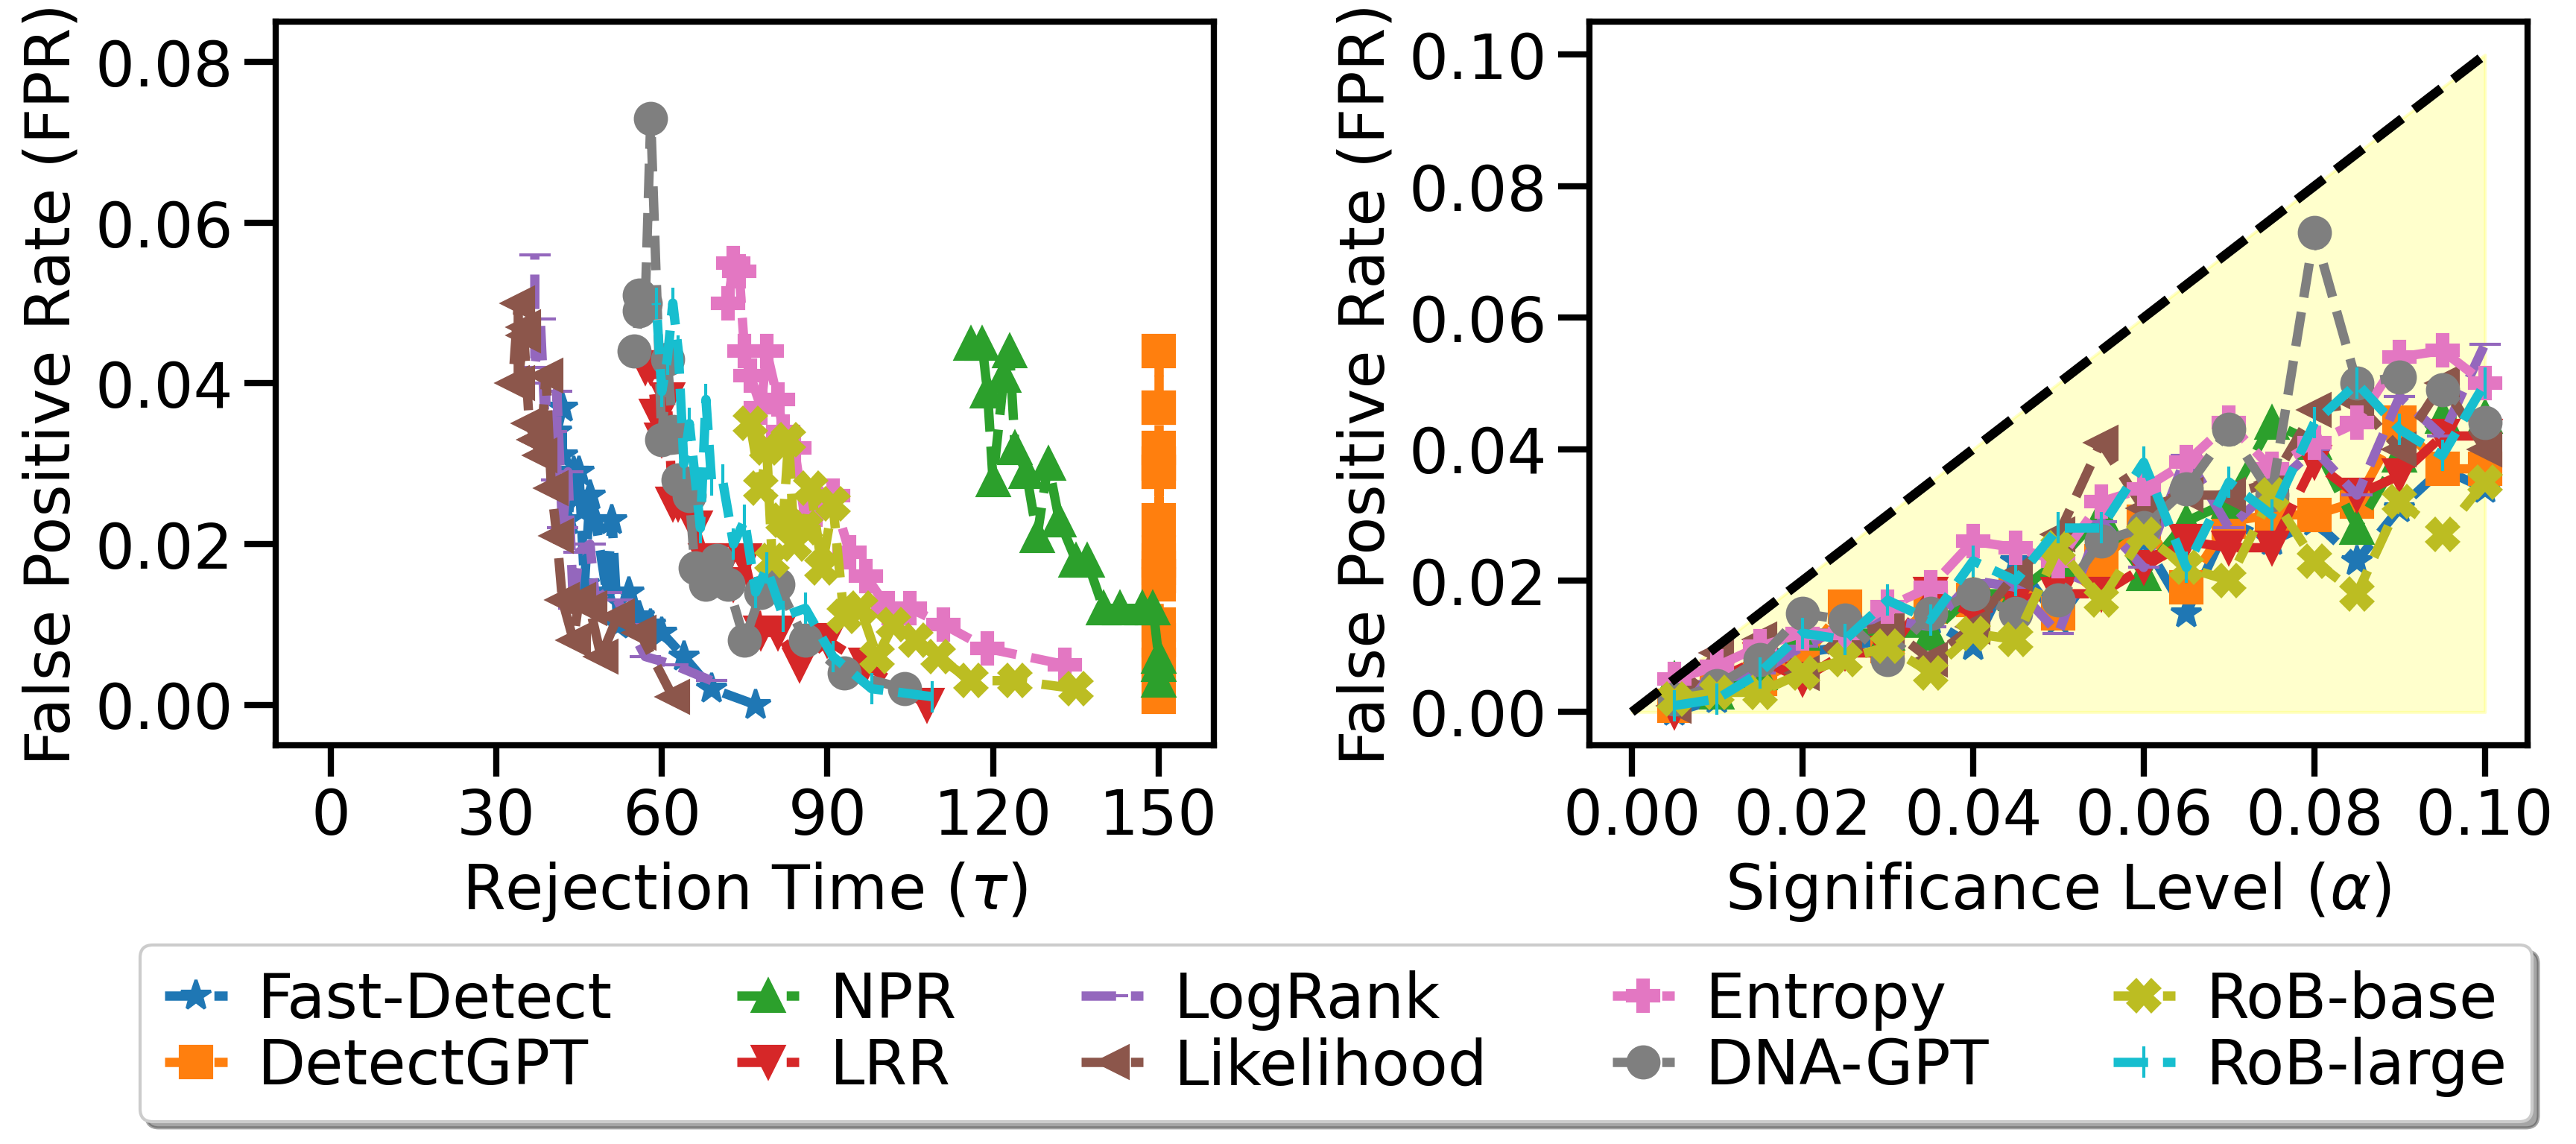 False Positive Rate (FPR)
0.08
0.06
0.04
0.02
0.00
0 30 60 90 120 150
Rejection Time (τ)
False Positive Rate (FPR)
0.10
0.08
0.06
0.04
0.02
0.00
0.00 0.02 0.04 0.06 0.08 0.10
Significance Level (α)
Fast-Detect NPR LogRank Entropy RoB-base
DetectGPT LRR Likelihood DNA-GPT RoB-large